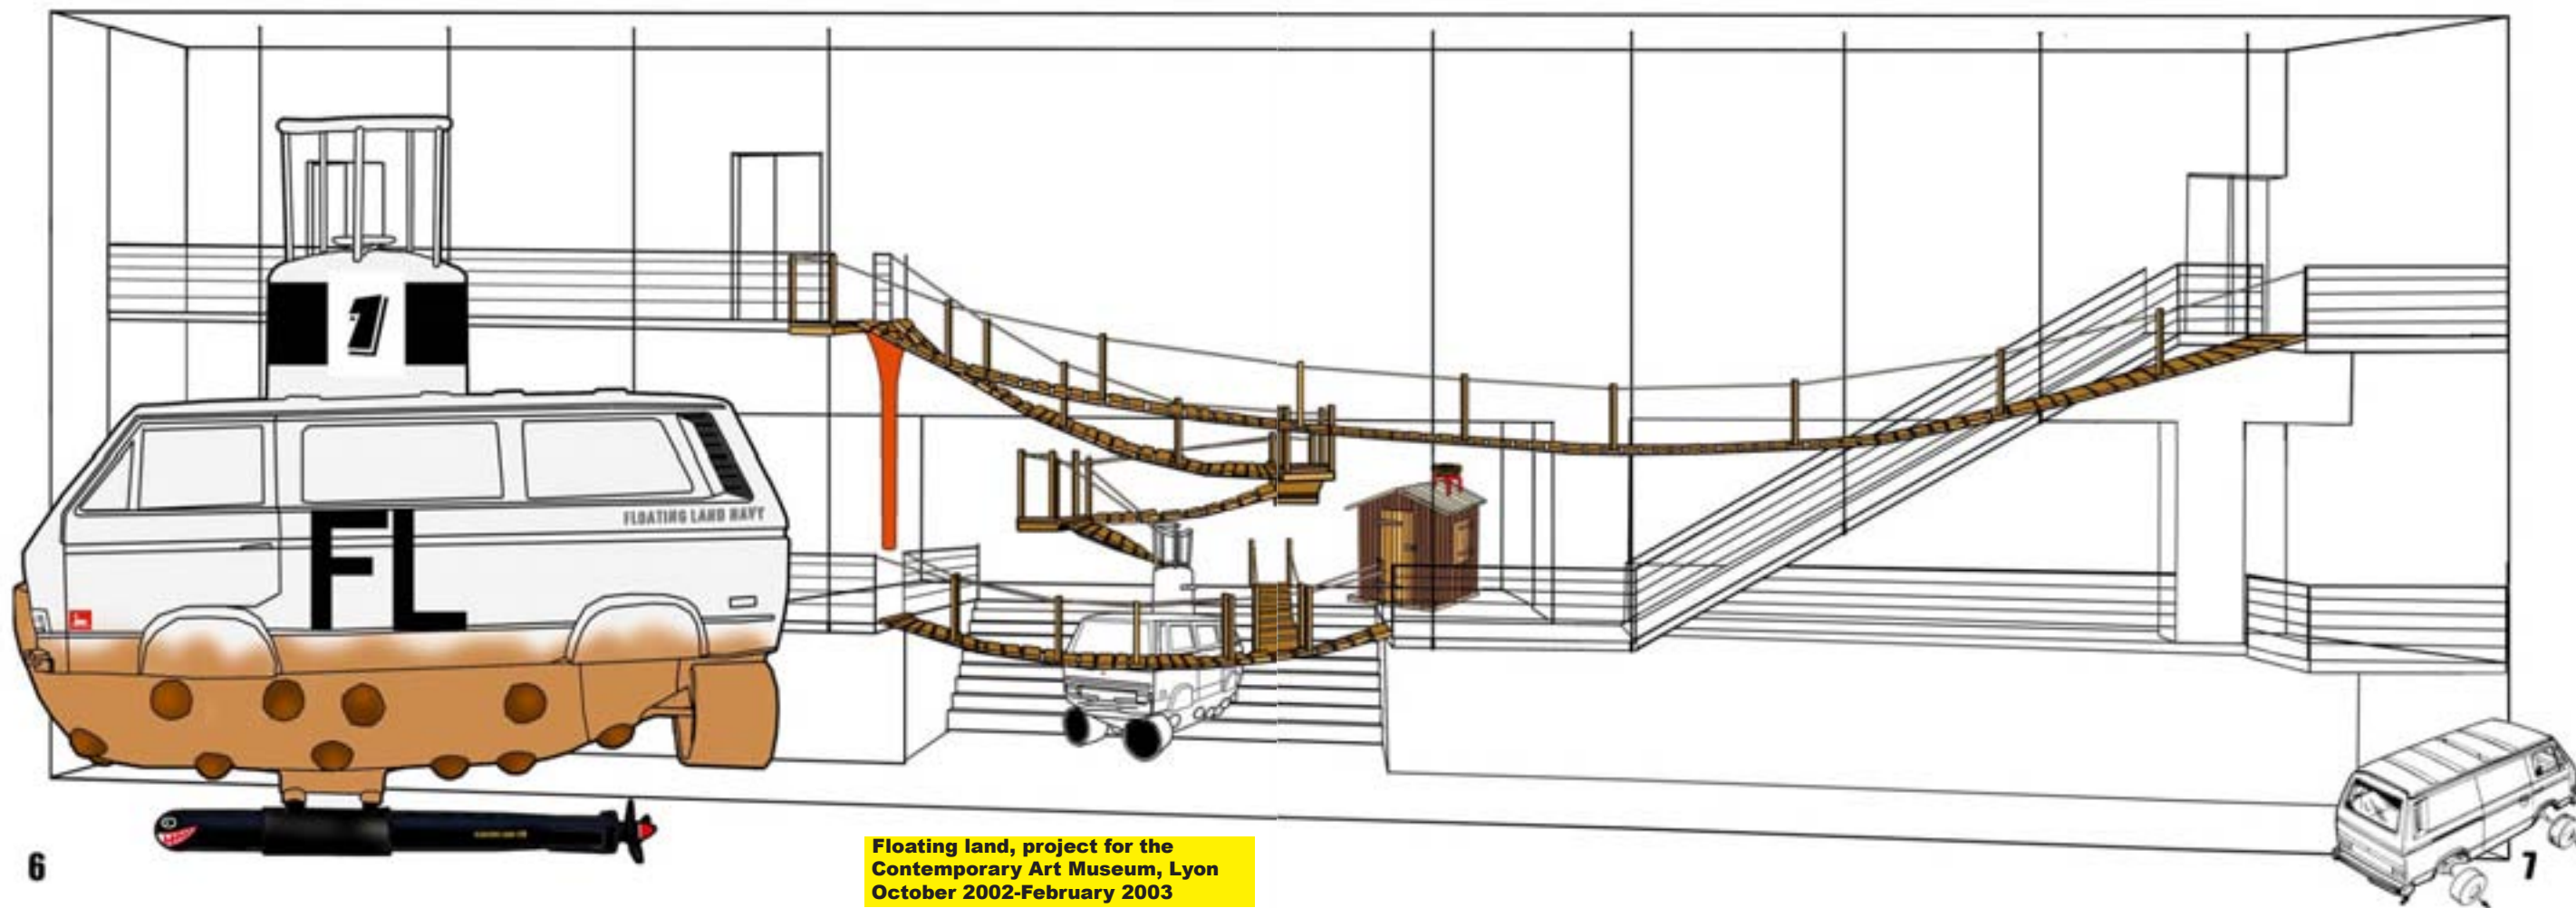 1
FLOATING LAND NAVY
FL
6
Floating land, project for the
Contemporary Art Museum, Lyon
October 2002-February 2003
7